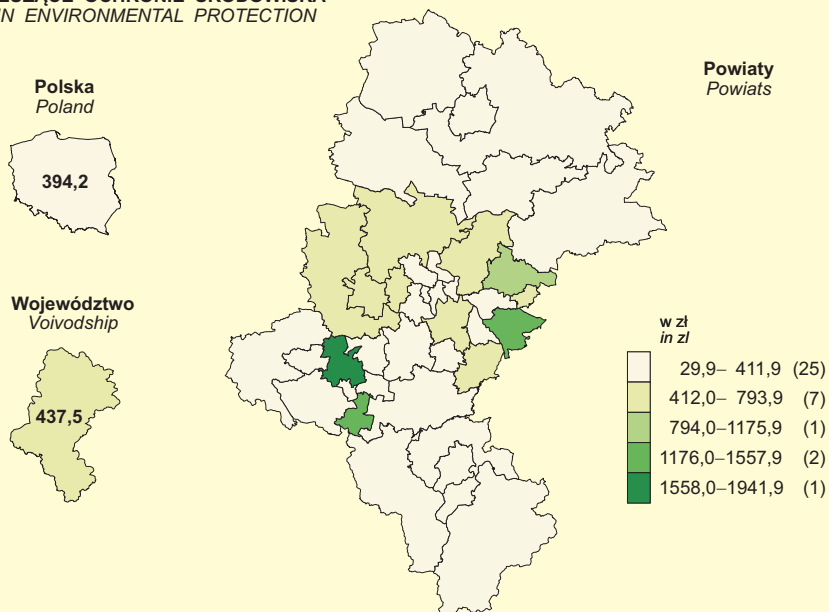 IN ENVIRONMENTAL PROTECTION
Polska
Poland
394,2
Województwo
Voivodship
437,5
Powiaty
Powiats
w zł
in zl
29,9– 411,9 (25)
412,0– 793,9 (7)
794,0–1175,9 (1)
1176,0–1557,9 (2)
1558,0–1941,9 (1)